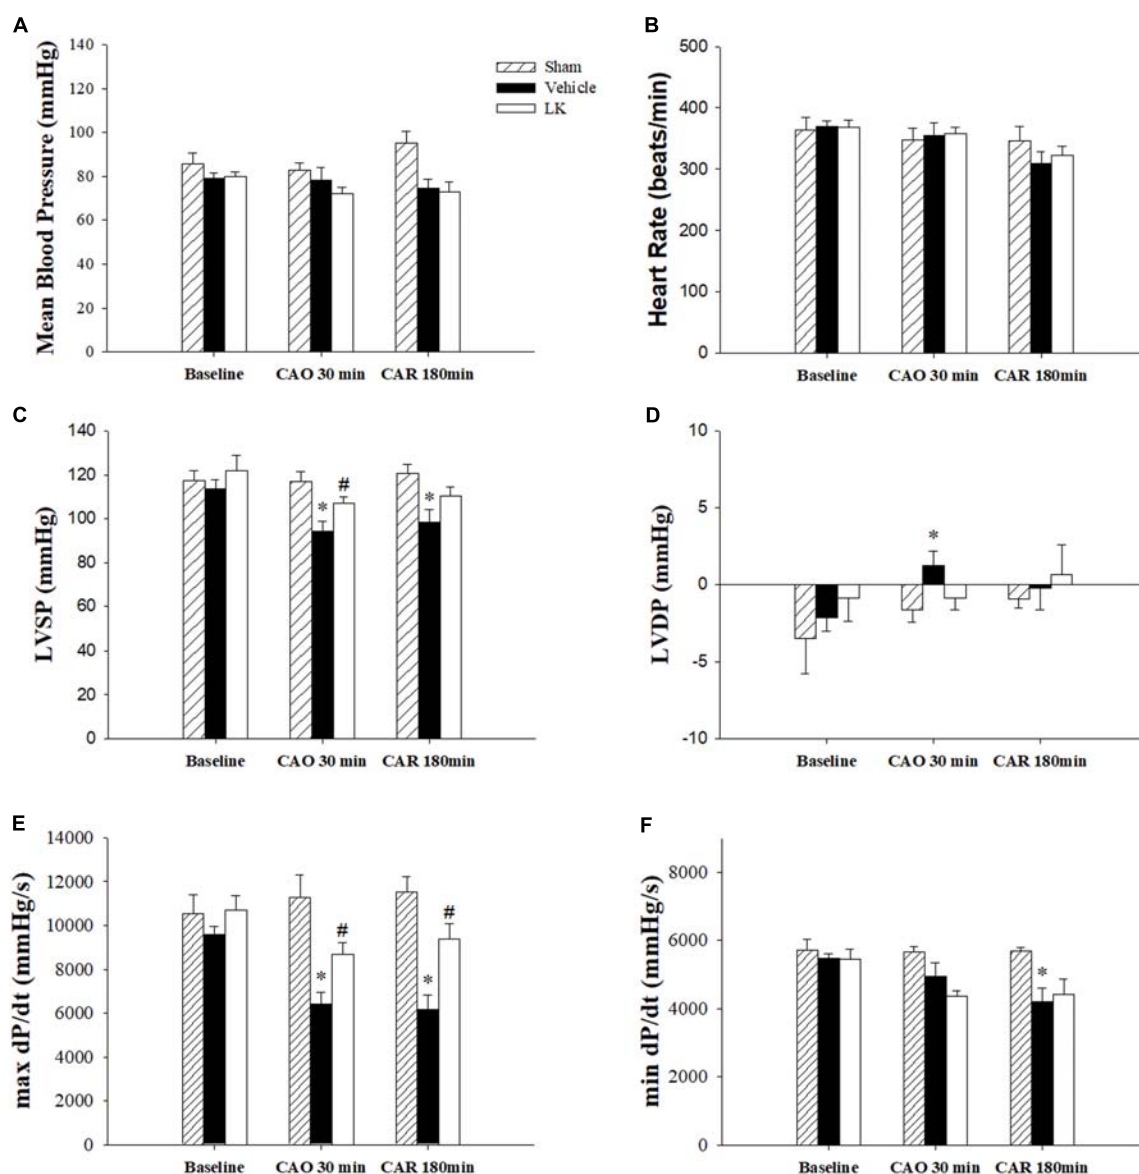 A
Mean Blood Pressure (mmHg)
140
120
100
80
60
40
20
0
Sham
Vehicle
LK
Baseline CAO 30 min CAR 180min
B
Heart Rate (beats/min)
500
400
300
200
100
0
Baseline CAO 30 min CAR 180min
C
LVSP (mmHg)
140
120
100
80
60
40
20
0
* # *
Baseline CAO 30 min CAR 180min
D
LVDP (mmHg)
10
5
0
-5
-10
*
Baseline CAO 30 min CAR 180min
E
max dP/dt (mmHg/s)
14000
12000
10000
8000
6000
4000
2000
0
* # * #
Baseline CAO 30 min CAR 180min
F
min dP/dt (mmHg/s)
8000
6000
4000
2000
0
*
Baseline CAO 30 min CAR 180min